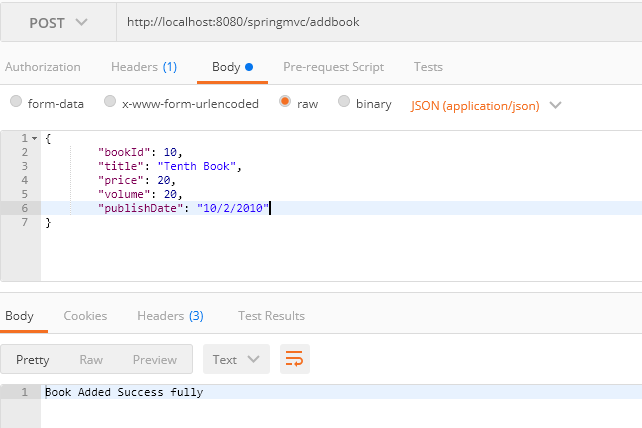 POST http://localhost:8080/springmvc/addbook
Authorization Headers (1) Body Pre-request Script Tests
form-data x-www-form-urlencoded raw binary JSON (application/json)
1 {
2 "bookId": 10,
3 "title": "Tenth Book",
4 "price": 20,
5 "volume": 20,
6 "publishDate": "10/2/2010"
7 }
Body Cookies Headers (3) Test Results
Pretty Raw Preview Text
1 Book Added Success fully